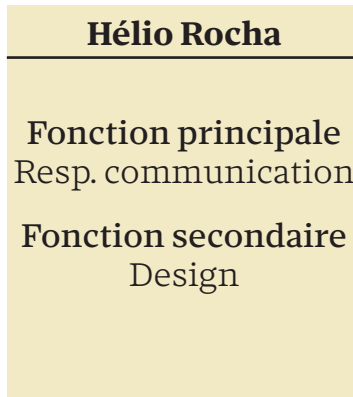 Hélio Rocha
Fonction principale
Resp. communication
Fonction secondaire
Design